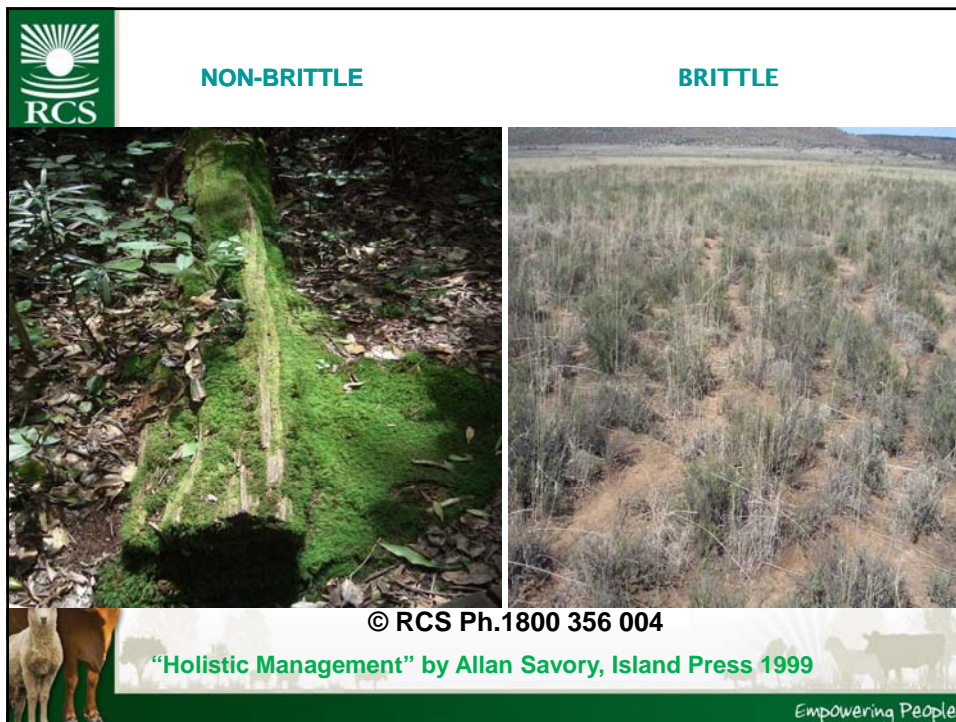 RCS
NON-BRITTLE BRITTLE
© RCS Ph.1800 356 004
“Holistic Management” by Allan Savory, Island Press 1999
Empowering People